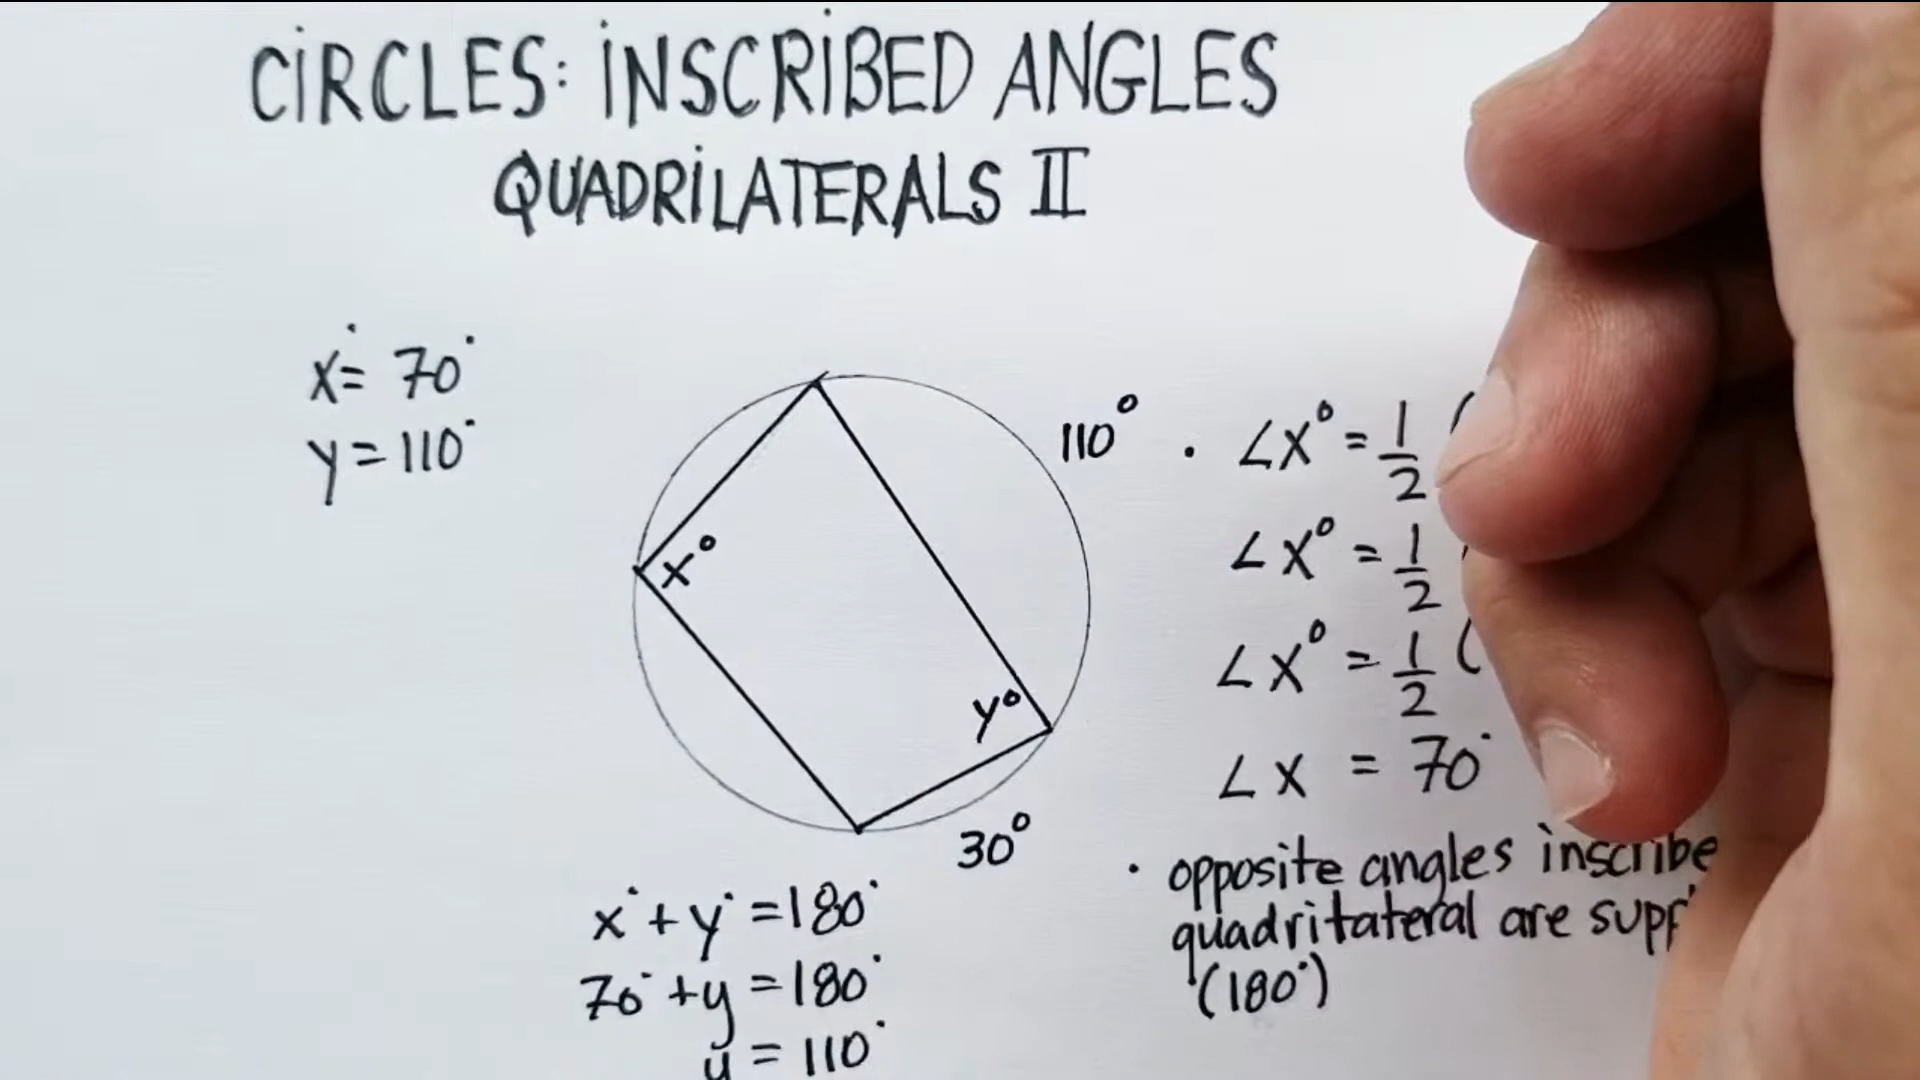 CIRCLES: INSCRIBED ANGLES
QUADRILATERALS II
x° = 70°
y = 110°
110°
x°
y°
30°
x° + y° = 180°
70° + y = 180°
y = 110°
· ∠x° = 1/2 (
∠x° = 1/2 (
∠x° = 1/2 (
∠x = 70°
· opposite angles inscribe
quadritateral are supp
(180°)